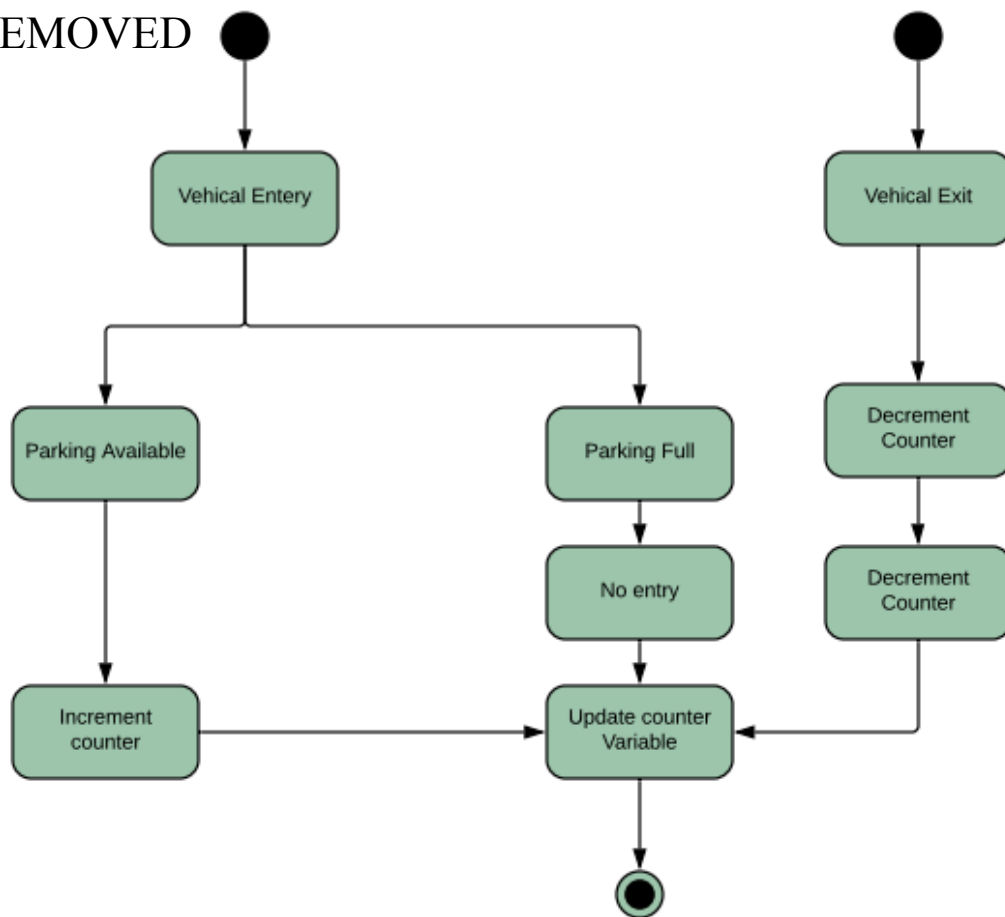 EMOVED
Vehical Entery
Vehical Exit
Parking Available
Parking Full
Decrement
Counter
No entry
Decrement
Counter
Increment
counter
Update counter
Variable